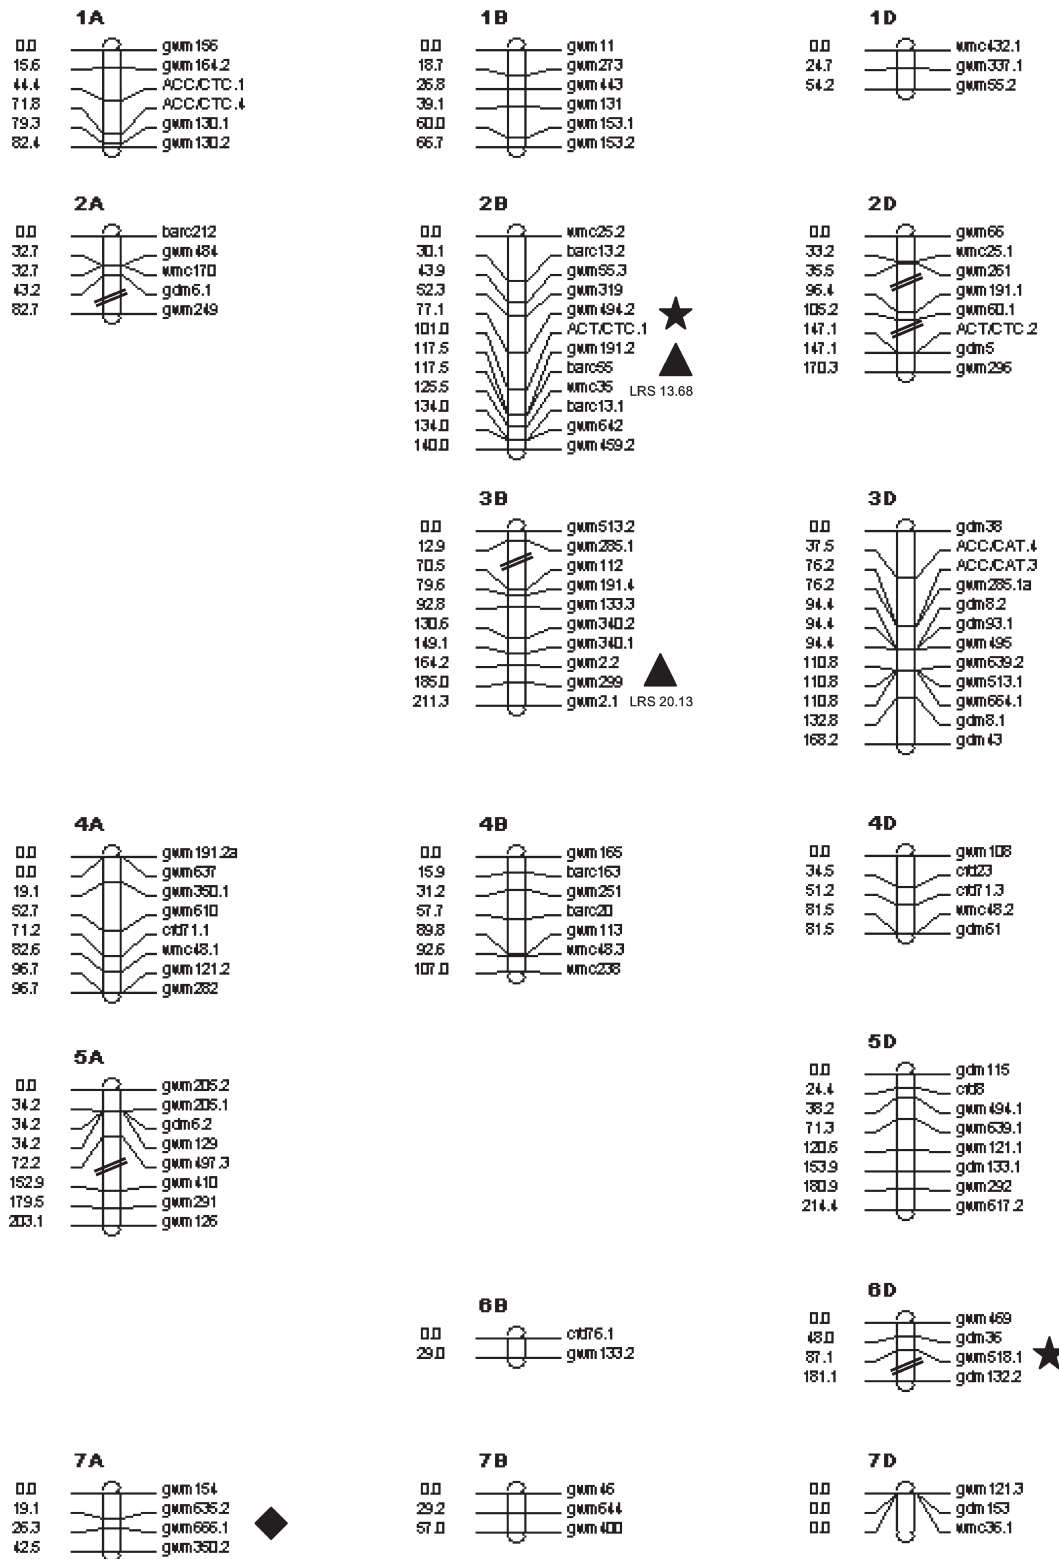 1A
0.0 gwm156
15.6 gwm164.2
44.4 ACC/CTC.1
71.8 ACC/CTC.4
79.3 gwm130.1
82.4 gwm130.2
1B
0.0 gwm11
18.7 gwm273
26.8 gwm443
39.1 gwm131
60.0 gwm153.1
66.7 gwm153.2
1D
0.0 wmc432.1
24.7 gwm337.1
54.2 gwm55.2
2A
0.0 barc212
32.7 gwm484
32.7 wmc170
43.2 gdm6.1
82.7 gwm249
2B
0.0 wmc25.2
30.1 barc13.2
43.9 gwm55.3
52.3 gwm319
77.1 gwm494.2
101.0 ACT/CTC.1
117.5 gwm191.2
117.5 barc55
125.5 wmc35 LRS 13.68
134.0 barc13.1
134.0 gwm642
140.0 gwm459.2
2D
0.0 gwm66
33.2 wmc25.1
35.5 gwm261
96.4 gwm191.1
105.2 gwm60.1
147.1 ACT/CTC.2
147.1 gdm5
170.3 gwm296
3B
0.0 gwm513.2
12.9 gwm285.1
70.5 gwm112
79.6 gwm191.4
92.8 gwm133.3
130.6 gwm340.2
149.1 gwm340.1
164.2 gwm2.2
185.0 gwm299
211.3 gwm2.1 LRS 20.13
3D
0.0 gdm38
37.5 ACC/CAT.4
76.2 ACC/CAT.3
76.2 gwm285.1a
94.4 gdm8.2
94.4 gdm93.1
94.4 gwm495
110.8 gwm639.2
110.8 gwm513.1
110.8 gwm664.1
132.8 gdm8.1
168.2 gdm43
4A
0.0 gwm191.2a
0.0 gwm637
19.1 gwm350.1
52.7 gwm610
71.2 cfd71.1
82.6 wmc48.1
96.7 gwm121.2
96.7 gwm282
4B
0.0 gwm165
15.9 barc163
31.2 gwm251
57.7 barc20
89.8 gwm113
92.6 wmc48.3
107.0 wmc238
4D
0.0 gwm108
34.5 cfd23
51.2 cfd71.3
81.5 wmc48.2
81.5 gdm61
5A
0.0 gwm205.2
34.2 gwm205.1
34.2 gdm6.2
34.2 gwm129
72.2 gwm497.3
152.9 gwm410
179.5 gwm291
203.1 gwm126
5D
0.0 gdm115
24.4 cfd8
38.2 gwm494.1
71.3 gwm639.1
120.6 gwm121.1
153.9 gdm133.1
180.9 gwm292
214.4 gwm617.2
6B
0.0 cfd76.1
29.0 gwm133.2
6D
0.0 gwm469
48.0 gdm36
87.1 gwm518.1
181.1 gdm132.2
7A
0.0 gwm154
19.1 gwm635.2
26.3 gwm666.1
42.5 gwm350.2
7B
0.0 gwm46
29.2 gwm644
57.0 gwm400
7D
0.0 gwm121.3
0.0 gdm153
0.0 wmc36.1